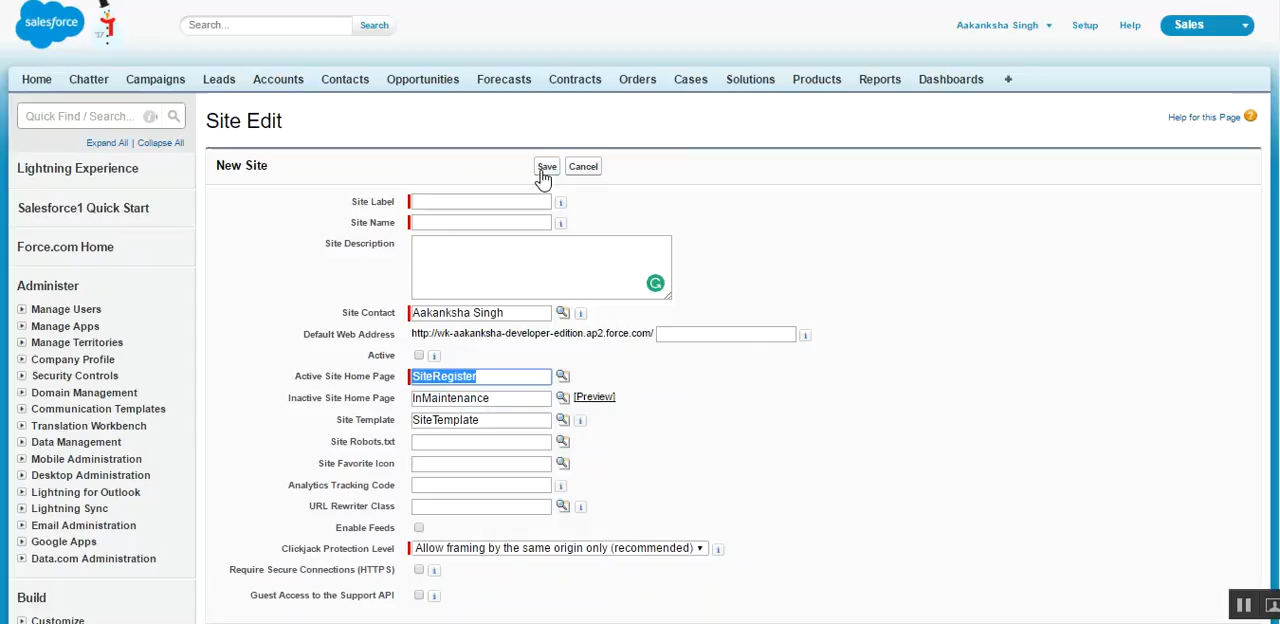 salesforce
Search...
Search
Aakanksha Singh
Setup
Help
Sales
Home
Chatter
Campaigns
Leads
Accounts
Contacts
Opportunities
Forecasts
Contracts
Orders
Cases
Solutions
Products
Reports
Dashboards
+
Quick Find / Search...
Expand All | Collapse All
Lightning Experience
Salesforce1 Quick Start
Force.com Home
Administer
Manage Users
Manage Apps
Manage Territories
Company Profile
Security Controls
Domain Management
Communication Templates
Translation Workbench
Data Management
Mobile Administration
Desktop Administration
Lightning for Outlook
Lightning Sync
Email Administration
Google Apps
Data.com Administration
Build
Customize
Site Edit
Help for this Page
New Site
Save
Cancel
Site Label
Site Name
Site Description
Site Contact Aakanksha Singh
Default Web Address http://wk-aakanksha-developer-edition.ap2.force.com/
Active
Active Site Home Page SiteRegister
Inactive Site Home Page InMaintenance [Preview]
Site Template SiteTemplate
Site Robots.txt
Site Favorite Icon
Analytics Tracking Code
URL Rewriter Class
Enable Feeds
Clickjack Protection Level Allow framing by the same origin only (recommended)
Require Secure Connections (HTTPS)
Guest Access to the Support API